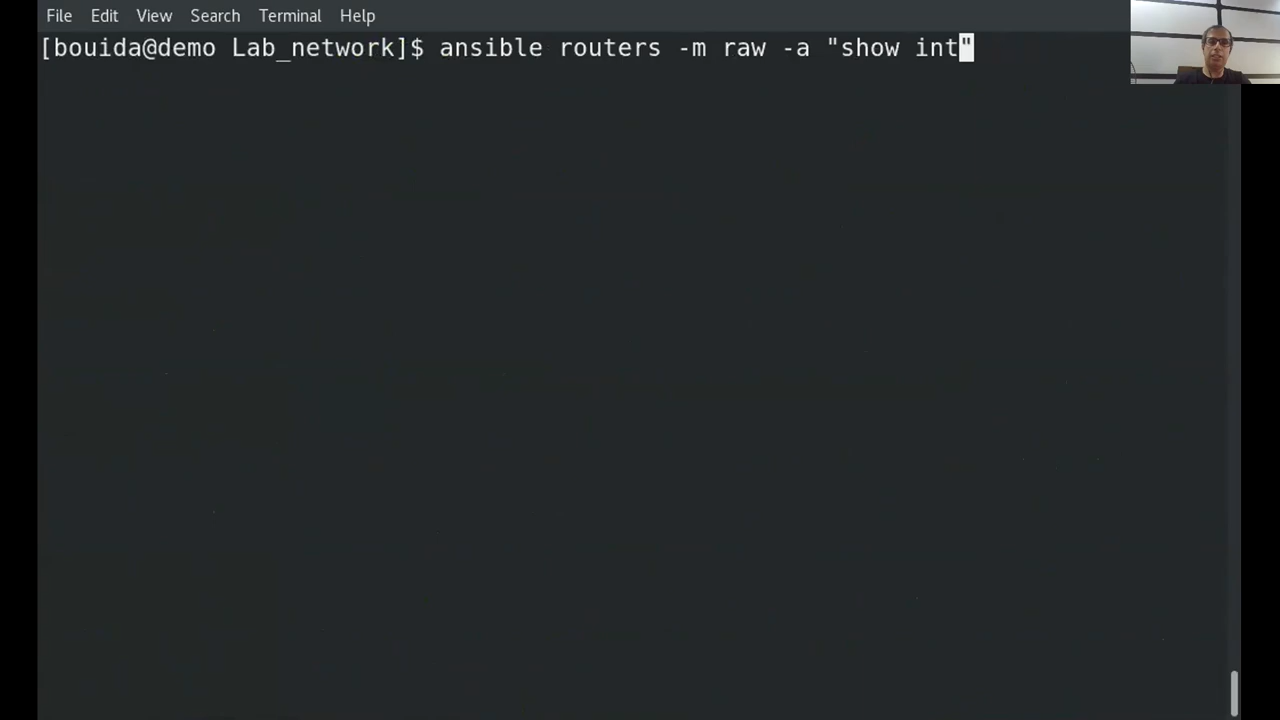 File Edit View Search Terminal Help
[bouida@demo Lab_network]$ ansible routers -m raw -a "show int"